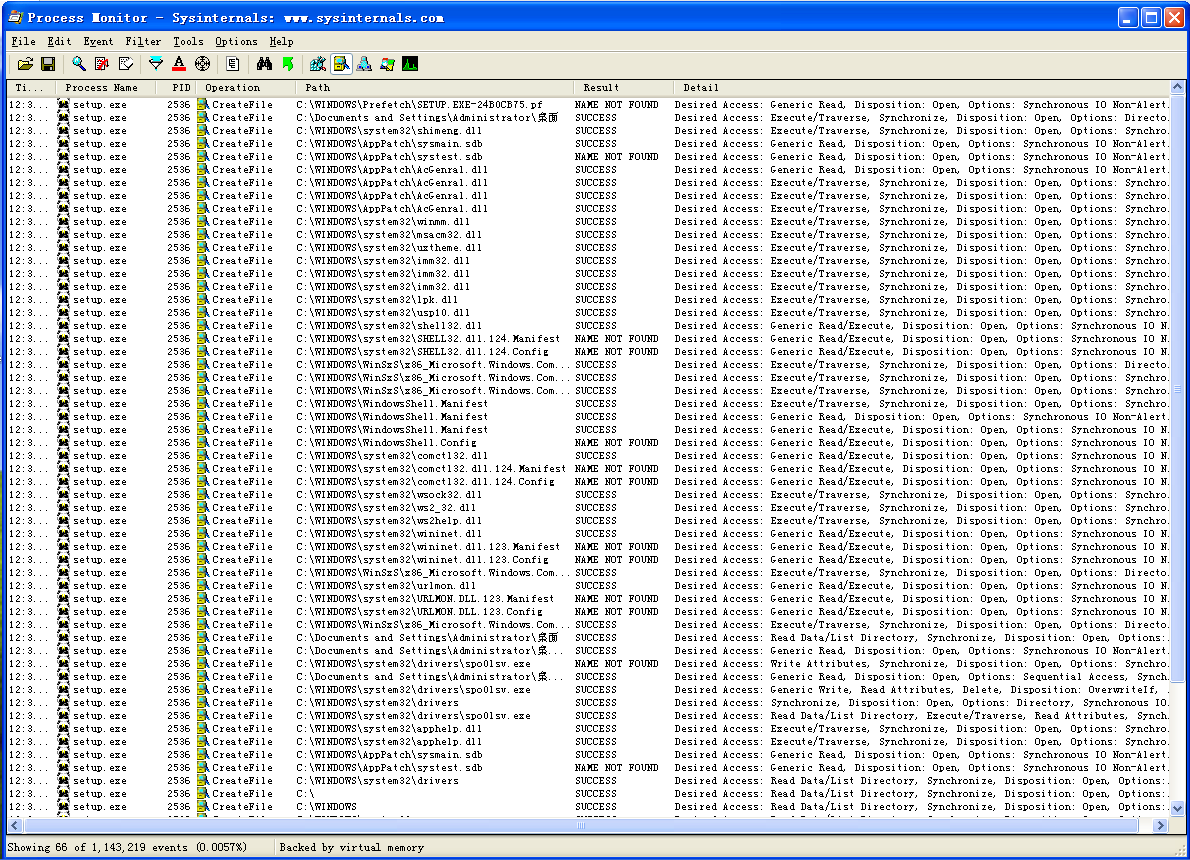 Process Monitor - Sysinternals: www.sysinternals.com
File Edit Event Filter Tools Options Help
Ti... Process Name PID Operation Path Result Detail
12:3... setup.exe 2536 CreateFile C:\WINDOWS\Prefetch\SETUP.EXE-24B0CB75.pf NAME NOT FOUND Desired Access: Generic Read, Disposition: Open, Options: Synchronous IO Non-Alert.
12:3... setup.exe 2536 CreateFile C:\Documents and Settings\Administrator\桌面 SUCCESS Desired Access: Execute/Traverse, Synchronize, Disposition: Open, Options: Directo.
12:3... setup.exe 2536 CreateFile C:\WINDOWS\system32\shimeng.dll SUCCESS Desired Access: Execute/Traverse, Synchronize, Disposition: Open, Options: Synchro.
12:3... setup.exe 2536 CreateFile C:\WINDOWS\AppPatch\sysmain.sdb SUCCESS Desired Access: Generic Read, Disposition: Open, Options: Synchronous IO Non-Alert.
12:3... setup.exe 2536 CreateFile C:\WINDOWS\AppPatch\systest.sdb NAME NOT FOUND Desired Access: Generic Read, Disposition: Open, Options: Synchronous IO Non-Alert.
12:3... setup.exe 2536 CreateFile C:\WINDOWS\AppPatch\AcGenral.dll SUCCESS Desired Access: Generic Read, Disposition: Open, Options: Synchronous IO Non-Alert.
12:3... setup.exe 2536 CreateFile C:\WINDOWS\AppPatch\AcGenral.dll SUCCESS Desired Access: Execute/Traverse, Synchronize, Disposition: Open, Options: Synchro.
12:3... setup.exe 2536 CreateFile C:\WINDOWS\AppPatch\AcGenral.dll SUCCESS Desired Access: Execute/Traverse, Synchronize, Disposition: Open, Options: Synchro.
12:3... setup.exe 2536 CreateFile C:\WINDOWS\AppPatch\AcGenral.dll SUCCESS Desired Access: Execute/Traverse, Synchronize, Disposition: Open, Options: Synchro.
12:3... setup.exe 2536 CreateFile C:\WINDOWS\system32\winmm.dll SUCCESS Desired Access: Execute/Traverse, Synchronize, Disposition: Open, Options: Synchro.
12:3... setup.exe 2536 CreateFile C:\WINDOWS\system32\msacm32.dll SUCCESS Desired Access: Execute/Traverse, Synchronize, Disposition: Open, Options: Synchro.
12:3... setup.exe 2536 CreateFile C:\WINDOWS\system32\uxtheme.dll SUCCESS Desired Access: Execute/Traverse, Synchronize, Disposition: Open, Options: Synchro.
12:3... setup.exe 2536 CreateFile C:\WINDOWS\system32\imm32.dll SUCCESS Desired Access: Execute/Traverse, Synchronize, Disposition: Open, Options: Synchro.
12:3... setup.exe 2536 CreateFile C:\WINDOWS\system32\imm32.dll SUCCESS Desired Access: Execute/Traverse, Synchronize, Disposition: Open, Options: Synchro.
12:3... setup.exe 2536 CreateFile C:\WINDOWS\system32\imm32.dll SUCCESS Desired Access: Execute/Traverse, Synchronize, Disposition: Open, Options: Synchro.
12:3... setup.exe 2536 CreateFile C:\WINDOWS\system32\lpk.dll SUCCESS Desired Access: Execute/Traverse, Synchronize, Disposition: Open, Options: Synchro.
12:3... setup.exe 2536 CreateFile C:\WINDOWS\system32\usp10.dll SUCCESS Desired Access: Execute/Traverse, Synchronize, Disposition: Open, Options: Synchro.
12:3... setup.exe 2536 CreateFile C:\WINDOWS\system32\shell32.dll SUCCESS Desired Access: Generic Read/Execute, Disposition: Open, Options: Synchronous IO N.
12:3... setup.exe 2536 CreateFile C:\WINDOWS\system32\SHELL32.dll.124.Manifest NAME NOT FOUND Desired Access: Generic Read/Execute, Disposition: Open, Options: Synchronous IO N.
12:3... setup.exe 2536 CreateFile C:\WINDOWS\system32\SHELL32.dll.124.Config NAME NOT FOUND Desired Access: Generic Read/Execute, Disposition: Open, Options: Synchronous IO N.
12:3... setup.exe 2536 CreateFile C:\WINDOWS\WinSxS\x86_Microsoft.Windows.Com... SUCCESS Desired Access: Execute/Traverse, Synchronize, Disposition: Open, Options: Directo.
12:3... setup.exe 2536 CreateFile C:\WINDOWS\WinSxS\x86_Microsoft.Windows.Com... SUCCESS Desired Access: Execute/Traverse, Synchronize, Disposition: Open, Options: Synchro.
12:3... setup.exe 2536 CreateFile C:\WINDOWS\WinSxS\x86_Microsoft.Windows.Com... SUCCESS Desired Access: Execute/Traverse, Synchronize, Disposition: Open, Options: Synchro.
12:3... setup.exe 2536 CreateFile C:\WINDOWS\WindowsShell.Manifest SUCCESS Desired Access: Execute/Traverse, Synchronize, Disposition: Open, Options: Synchro.
12:3... setup.exe 2536 CreateFile C:\WINDOWS\WindowsShell.Manifest SUCCESS Desired Access: Generic Read, Disposition: Open, Options: Synchronous IO Non-Alert.
12:3... setup.exe 2536 CreateFile C:\WINDOWS\WindowsShell.Manifest SUCCESS Desired Access: Generic Read/Execute, Disposition: Open, Options: Synchronous IO N.
12:3... setup.exe 2536 CreateFile C:\WINDOWS\WindowsShell.Config NAME NOT FOUND Desired Access: Generic Read/Execute, Disposition: Open, Options: Synchronous IO N.
12:3... setup.exe 2536 CreateFile C:\WINDOWS\system32\comctl32.dll SUCCESS Desired Access: Generic Read/Execute, Disposition: Open, Options: Synchronous IO N.
12:3... setup.exe 2536 CreateFile C:\WINDOWS\system32\comctl32.dll.124.Manifest NAME NOT FOUND Desired Access: Generic Read/Execute, Disposition: Open, Options: Synchronous IO N.
12:3... setup.exe 2536 CreateFile C:\WINDOWS\system32\comctl32.dll.124.Config NAME NOT FOUND Desired Access: Generic Read/Execute, Disposition: Open, Options: Synchronous IO N.
12:3... setup.exe 2536 CreateFile C:\WINDOWS\system32\wsock32.dll SUCCESS Desired Access: Execute/Traverse, Synchronize, Disposition: Open, Options: Synchro.
12:3... setup.exe 2536 CreateFile C:\WINDOWS\system32\ws2_32.dll SUCCESS Desired Access: Execute/Traverse, Synchronize, Disposition: Open, Options: Synchro.
12:3... setup.exe 2536 CreateFile C:\WINDOWS\system32\ws2help.dll SUCCESS Desired Access: Execute/Traverse, Synchronize, Disposition: Open, Options: Synchro.
12:3... setup.exe 2536 CreateFile C:\WINDOWS\system32\wininet.dll SUCCESS Desired Access: Generic Read/Execute, Disposition: Open, Options: Synchronous IO N.
12:3... setup.exe 2536 CreateFile C:\WINDOWS\system32\wininet.dll.123.Manifest NAME NOT FOUND Desired Access: Generic Read/Execute, Disposition: Open, Options: Synchronous IO N.
12:3... setup.exe 2536 CreateFile C:\WINDOWS\system32\wininet.dll.123.Config NAME NOT FOUND Desired Access: Generic Read/Execute, Disposition: Open, Options: Synchronous IO N.
12:3... setup.exe 2536 CreateFile C:\WINDOWS\WinSxS\x86_Microsoft.Windows.Com... SUCCESS Desired Access: Execute/Traverse, Synchronize, Disposition: Open, Options: Directo.
12:3... setup.exe 2536 CreateFile C:\WINDOWS\system32\urlmon.dll SUCCESS Desired Access: Generic Read/Execute, Disposition: Open, Options: Synchronous IO N.
12:3... setup.exe 2536 CreateFile C:\WINDOWS\system32\URLMON.DLL.123.Manifest NAME NOT FOUND Desired Access: Generic Read/Execute, Disposition: Open, Options: Synchronous IO N.
12:3... setup.exe 2536 CreateFile C:\WINDOWS\system32\URLMON.DLL.123.Config NAME NOT FOUND Desired Access: Generic Read/Execute, Disposition: Open, Options: Synchronous IO N.
12:3... setup.exe 2536 CreateFile C:\WINDOWS\WinSxS\x86_Microsoft.Windows.Com... SUCCESS Desired Access: Execute/Traverse, Synchronize, Disposition: Open, Options: Directo.
12:3... setup.exe 2536 CreateFile C:\Documents and Settings\Administrator\桌面 SUCCESS Desired Access: Read Data/List Directory, Synchronize, Disposition: Open, Options:
12:3... setup.exe 2536 CreateFile C:\Documents and Settings\Administrator\桌... SUCCESS Desired Access: Read Data/List Directory, Synchronize, Disposition: Open, Options:
12:3... setup.exe 2536 CreateFile C:\WINDOWS\system32\drivers\spo0lsv.exe NAME NOT FOUND Desired Access: Write Attributes, Synchronize, Disposition: Open, Options: Synchro.
12:3... setup.exe 2536 CreateFile C:\Documents and Settings\Administrator\桌... SUCCESS Desired Access: Generic Read, Disposition: Open, Options: Sequential Access, Synch.
12:3... setup.exe 2536 CreateFile C:\WINDOWS\system32\drivers\spo0lsv.exe SUCCESS Desired Access: Generic Write, Read Attributes, Delete, Disposition: OverwriteIf,
12:3... setup.exe 2536 CreateFile C:\WINDOWS\system32\drivers SUCCESS Desired Access: Synchronize, Disposition: Open, Options: Directory, Synchronous IO.
12:3... setup.exe 2536 CreateFile C:\WINDOWS\system32\drivers\spo0lsv.exe SUCCESS Desired Access: Read Data/List Directory, Execute/Traverse, Read Attributes, Synch.
12:3... setup.exe 2536 CreateFile C:\WINDOWS\system32\apphelp.dll SUCCESS Desired Access: Execute/Traverse, Synchronize, Disposition: Open, Options: Synchro.
12:3... setup.exe 2536 CreateFile C:\WINDOWS\system32\apphelp.dll SUCCESS Desired Access: Execute/Traverse, Synchronize, Disposition: Open, Options: Synchro.
12:3... setup.exe 2536 CreateFile C:\WINDOWS\AppPatch\sysmain.sdb SUCCESS Desired Access: Generic Read, Disposition: Open, Options: Synchronous IO Non-Alert.
12:3... setup.exe 2536 CreateFile C:\WINDOWS\AppPatch\systest.sdb NAME NOT FOUND Desired Access: Generic Read, Disposition: Open, Options: Synchronous IO Non-Alert.
12:3... setup.exe 2536 CreateFile C:\WINDOWS\system32\drivers SUCCESS Desired Access: Read Data/List Directory, Synchronize, Disposition: Open, Options:
12:3... setup.exe 2536 CreateFile C:\ SUCCESS Desired Access: Read Data/List Directory, Synchronize, Disposition: Open, Options:
12:3... setup.exe 2536 CreateFile C:\WINDOWS SUCCESS Desired Access: Read Data/List Directory, Synchronize, Disposition: Open, Options:
Showing 66 of 1,143,219 events (0.0057%) Backed by virtual memory